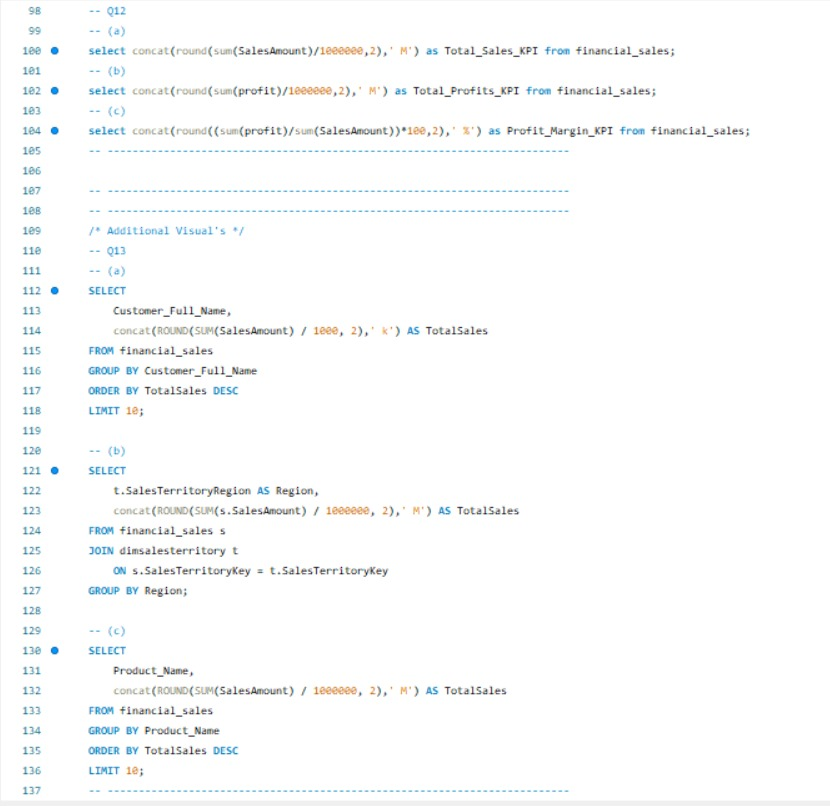 98 -- Q12
99 -- (a)
100 select concat(round(sum(SalesAmount)/1000000,2),' M') as Total_Sales_KPI from financial_sales;
101 -- (b)
102 select concat(round(sum(profit)/1000000,2),' M') as Total_Profits_KPI from financial_sales;
103 -- (c)
104 select concat(round((sum(profit)/sum(SalesAmount))*100,2),' %') as Profit_Margin_KPI from financial_sales;
105 -- --------------------------------------------------------------------------
106
107 -- --------------------------------------------------------------------------
108 -- --------------------------------------------------------------------------
109 /* Additional Visual's */
110 -- Q13
111 -- (a)
112 SELECT
113 Customer_Full_Name,
114 concat(ROUND(SUM(SalesAmount) / 1000, 2),' k') AS TotalSales
115 FROM financial_sales
116 GROUP BY Customer_Full_Name
117 ORDER BY TotalSales DESC
118 LIMIT 10;
119
120 -- (b)
121 SELECT
122 t.SalesTerritoryRegion AS Region,
123 concat(ROUND(SUM(s.SalesAmount) / 1000000, 2),' M') AS TotalSales
124 FROM financial_sales s
125 JOIN dimsalesterritory t
126 ON s.SalesTerritoryKey = t.SalesTerritoryKey
127 GROUP BY Region;
128
129 -- (c)
130 SELECT
131 Product_Name,
132 concat(ROUND(SUM(SalesAmount) / 1000000, 2),' M') AS TotalSales
133 FROM financial_sales
134 GROUP BY Product_Name
135 ORDER BY TotalSales DESC
136 LIMIT 10;
137 -- --------------------------------------------------------------------------